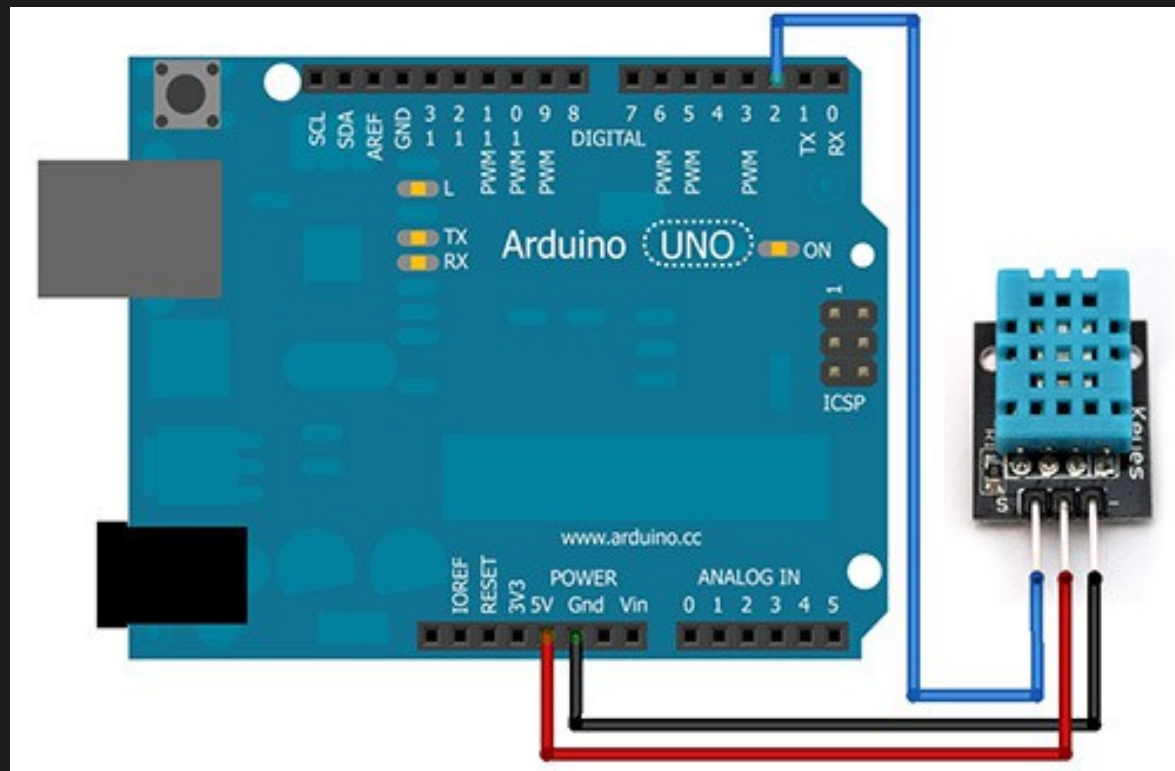 SCL SDA AREF GND 13 12 11 10 9 8 7 6 5 4 3 2 1 0
PWM PWM PWM DIGITAL PWM PWM PWM TX RX
L
TX
RX
Arduino UNO ON
1
ICSP
Keyes
S -
www.arduino.cc
POWER ANALOG IN
IOREF RESET 3V3 5V Gnd Vin 0 1 2 3 4 5